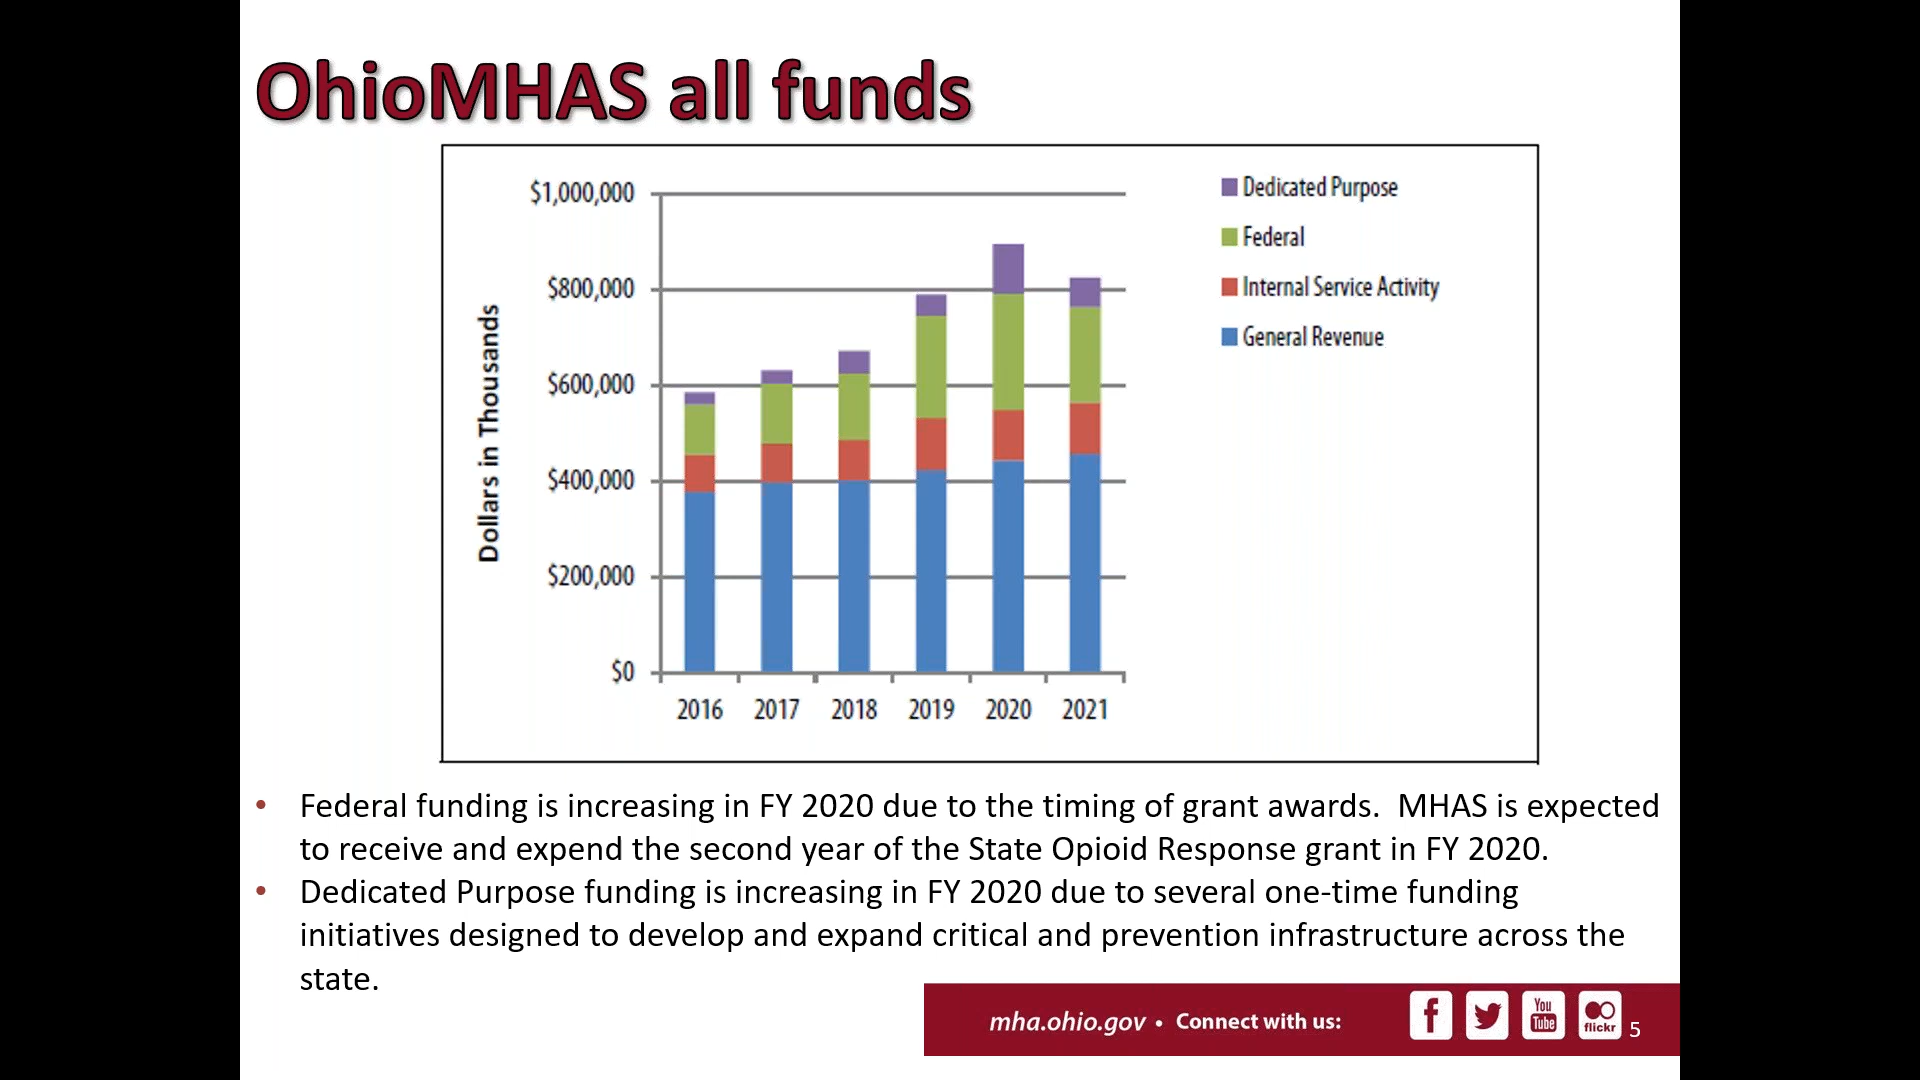 OhioMHAS all funds
$1,000,000
$800,000
$600,000
$400,000
$200,000
$0
Dollars in Thousands
2016 2017 2018 2019 2020 2021
Dedicated Purpose
Federal
Internal Service Activity
General Revenue
• Federal funding is increasing in FY 2020 due to the timing of grant awards.  MHAS is expected
to receive and expend the second year of the State Opioid Response grant in FY 2020.
• Dedicated Purpose funding is increasing in FY 2020 due to several one-time funding
initiatives designed to develop and expand critical and prevention infrastructure across the
state.
mha.ohio.gov • Connect with us:
f
You
Tube
flickr
5